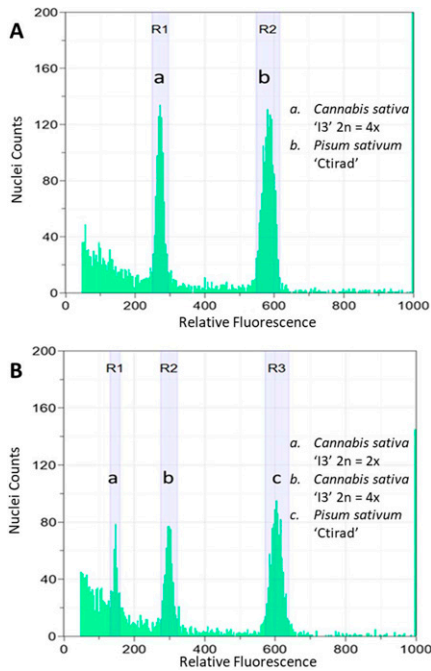 A
200
R1
R2
160
a
b
a. Cannabis sativa
120
'I3' 2n = 4x
b. Pisum sativum
'Ctirad'
Nuclei Counts
80
40
0
0
200
400
600
800
1000
Relative Fluorescence
B
200
R1
R2
R3
160
a. Cannabis sativa
'I3' 2n = 2x
120
a
b
c
b. Cannabis sativa
'I3' 2n = 4x
c. Pisum sativum
'Ctirad'
Nuclei Counts
80
40
0
0
200
400
600
800
1000
Relative Fluorescence